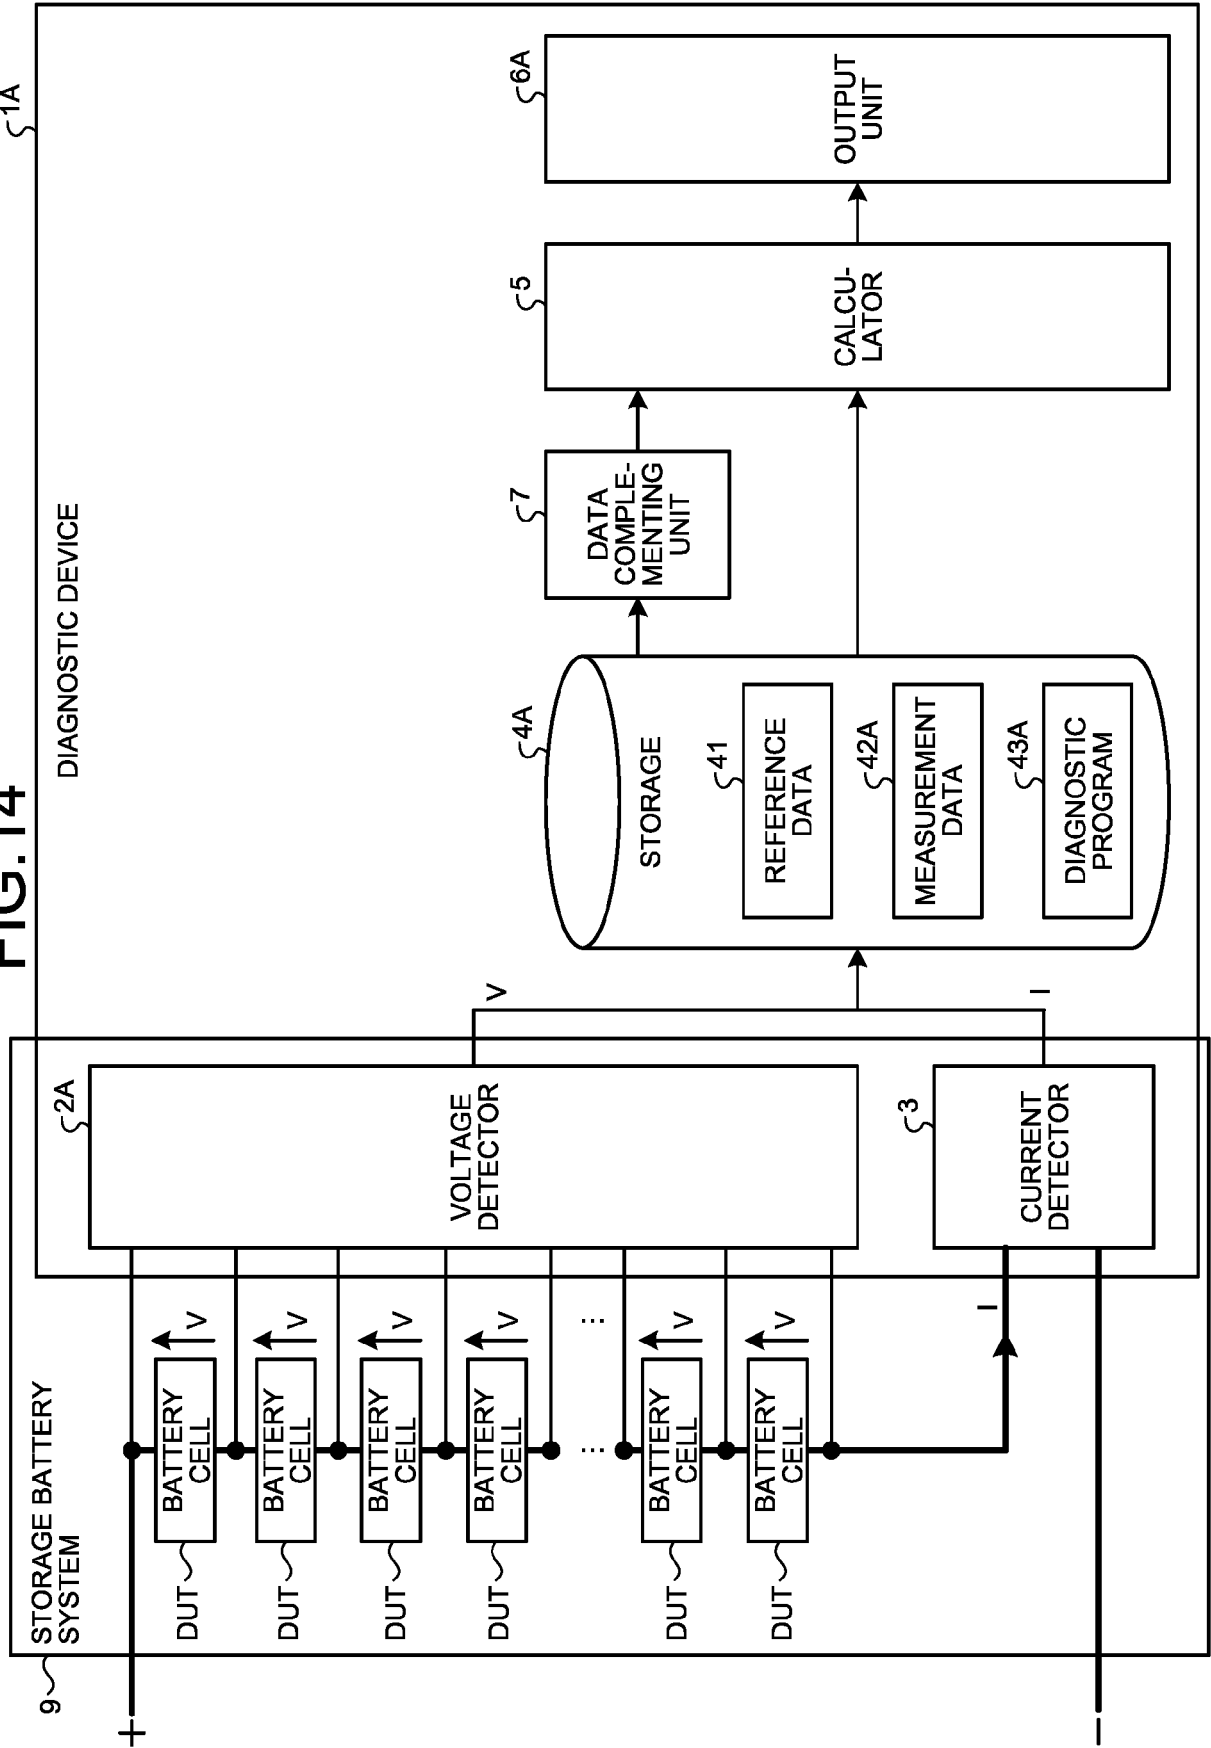 FIG.14
1A
DIAGNOSTIC DEVICE
STORAGE BATTERY
SYSTEM
9
+
−
DUT
BATTERY
CELL
V
DUT
BATTERY
CELL
V
DUT
BATTERY
CELL
V
DUT
BATTERY
CELL
V
...
...
DUT
BATTERY
CELL
V
DUT
BATTERY
CELL
V
I
2A
VOLTAGE
DETECTOR
3
CURRENT
DETECTOR
V
I
4A
STORAGE
41
REFERENCE
DATA
42A
MEASUREMENT
DATA
43A
DIAGNOSTIC
PROGRAM
7
DATA
COMPLE-
MENTING
UNIT
5
CALCU-
LATOR
6A
OUTPUT
UNIT